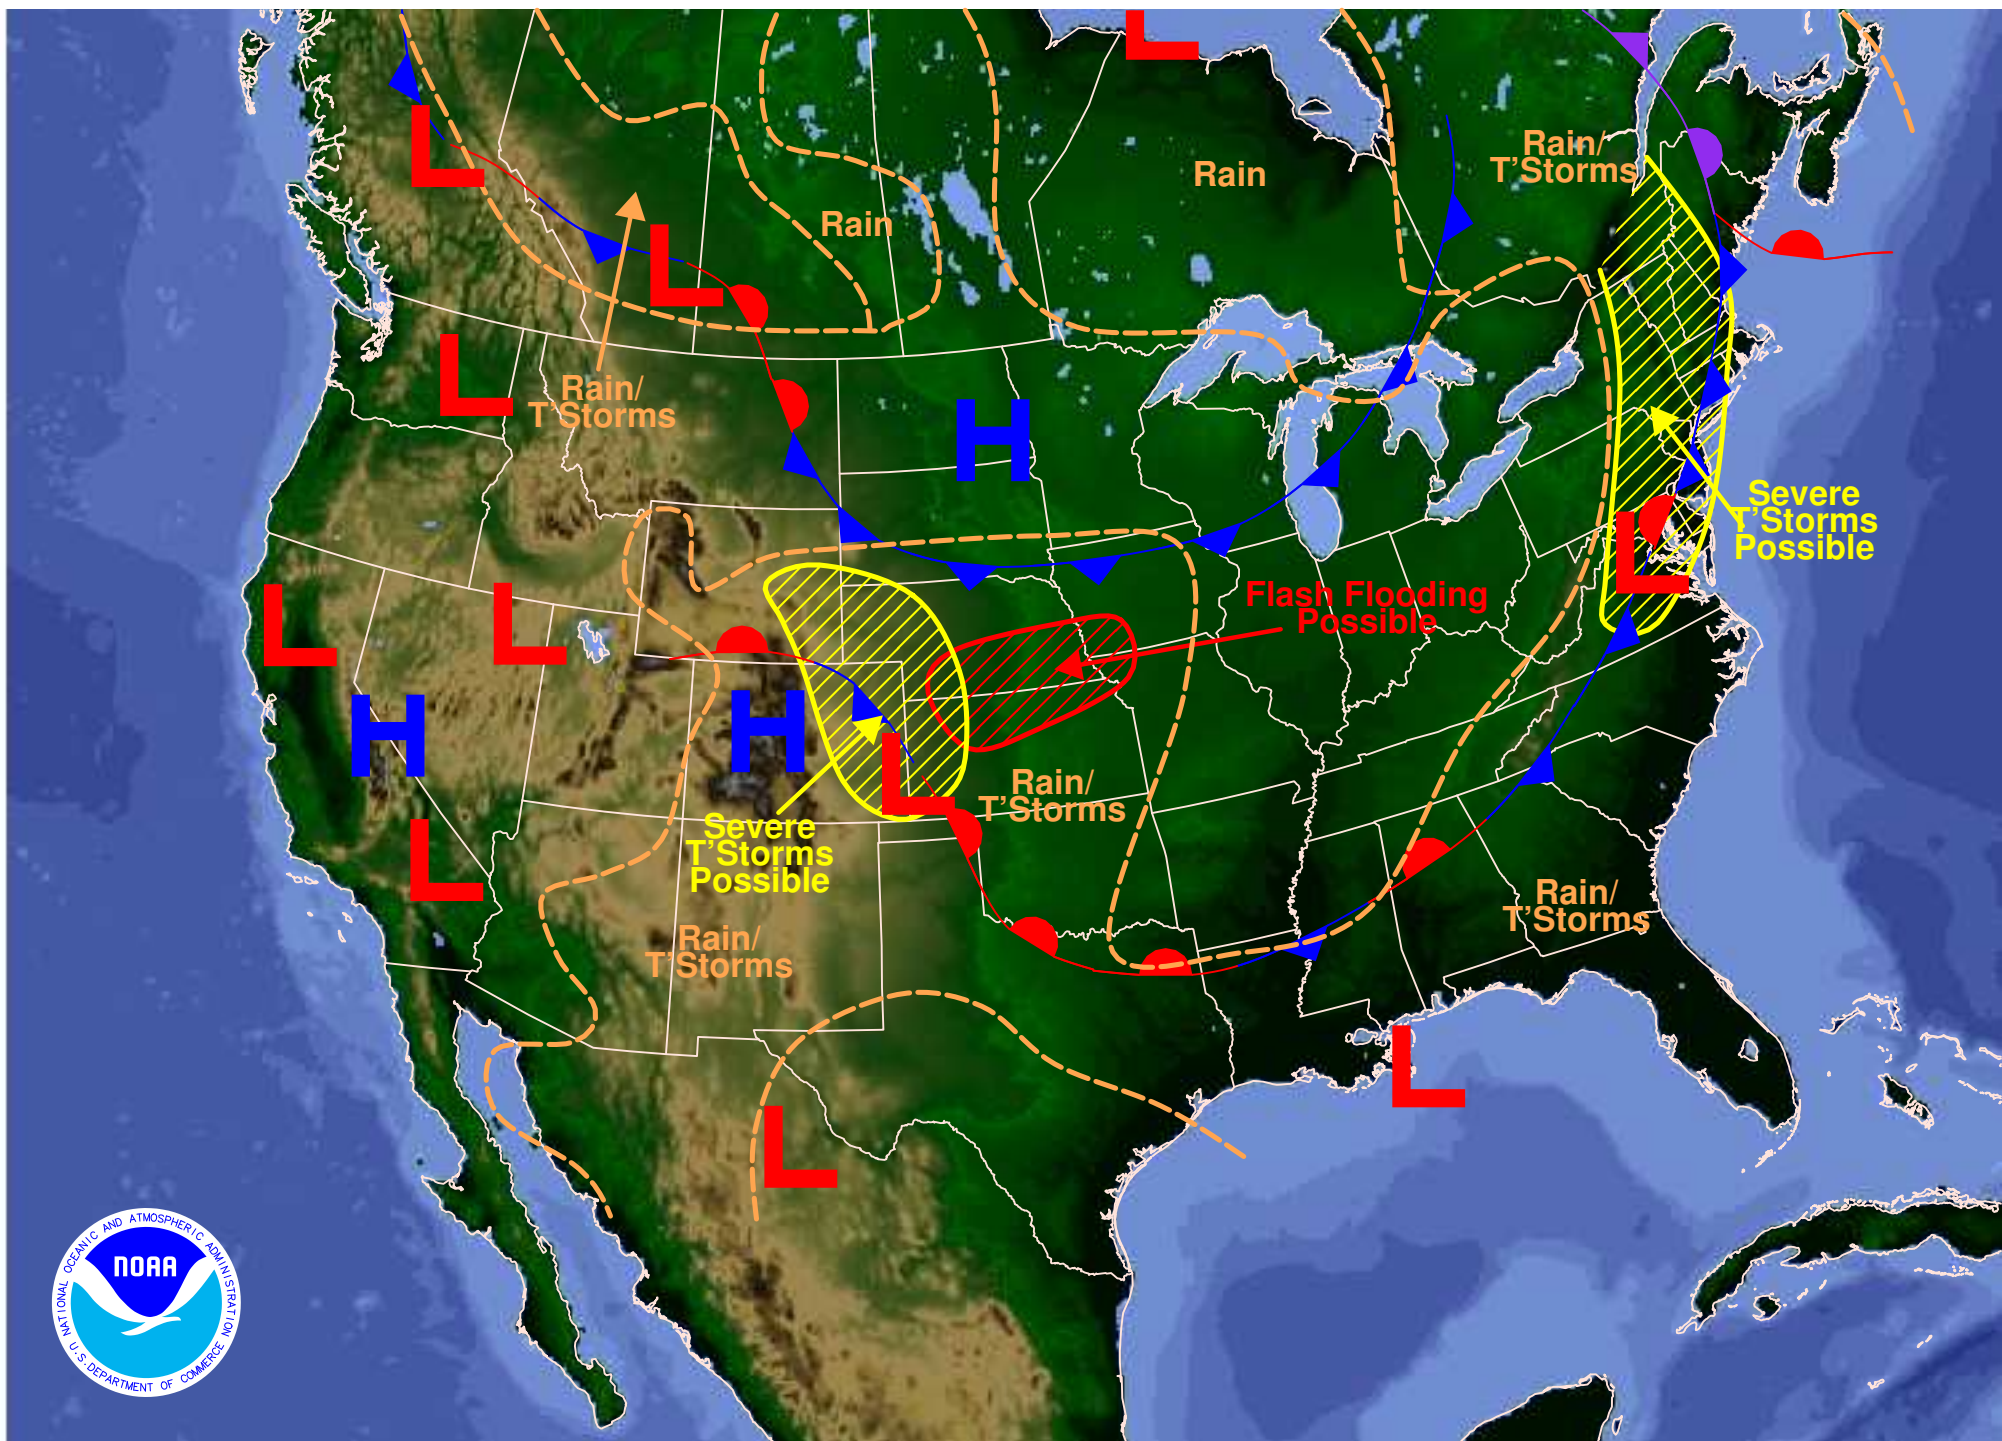 L
Rain/
T'Storms
L
Rain
Rain
L
L
Rain/
T'Storms
H
Severe
T'Storms
Possible
L
L
L
Flash Flooding
Possible
H
H
L
Rain/
T'Storms
Severe
T'Storms
Possible
L
Rain/
T'Storms
Rain/
T'Storms
L
L
NATIONAL OCEANIC AND ATMOSPHERIC ADMINISTRATION
NOAA
U.S. DEPARTMENT OF COMMERCE